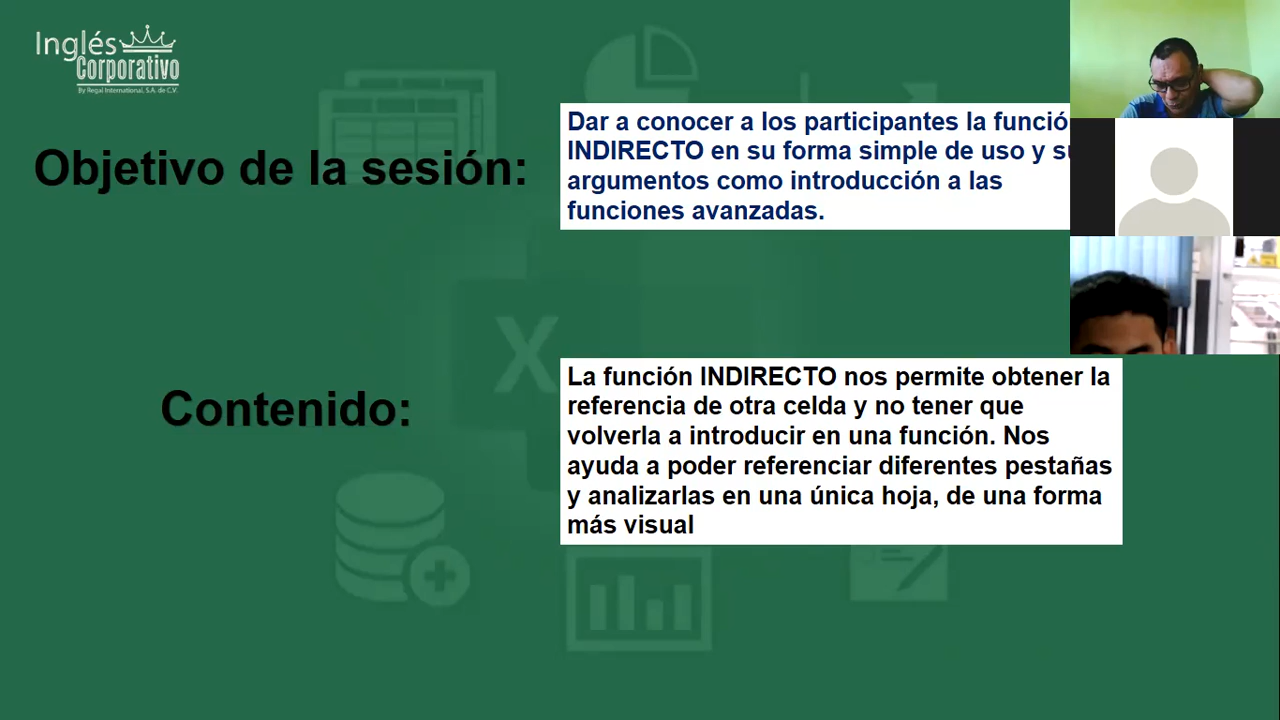 Inglés
Corporativo
By Regal International, S.A. de C.V.
Objetivo de la sesión:
Dar a conocer a los participantes la funció
INDIRECTO en su forma simple de uso y su
argumentos como introducción a las
funciones avanzadas.
X
Contenido:
La función INDIRECTO nos permite obtener la
referencia de otra celda y no tener que
volverla a introducir en una función. Nos
ayuda a poder referenciar diferentes pestañas
y analizarlas en una única hoja, de una forma
más visual